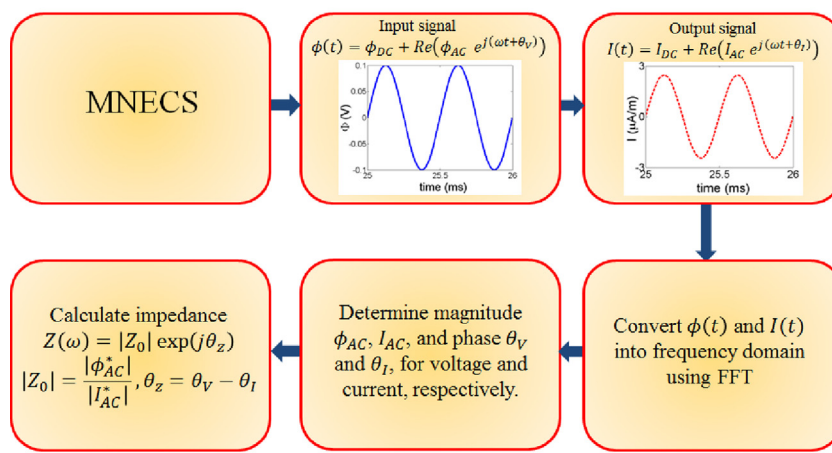 MNECS
Input signal
ϕ(t) = ϕ_DC + Re(ϕ_AC e^{j(ωt+θ_V)})
0.1
0.05
0
-0.05
-0.1
Φ (V)
25
25.5
26
time (ms)
Output signal
I(t) = I_DC + Re(I_AC e^{j(ωt+θ_I)})
3
0
-3
I (μA/m)
25
25.5
26
time (ms)
Convert ϕ(t) and I(t)
into frequency domain
using FFT
Determine magnitude
ϕ_AC, I_AC, and phase θ_V
and θ_I, for voltage and
current, respectively.
Calculate impedance
Z(ω) = |Z_0| exp(jθ_z)
|Z_0| = |ϕ*_AC| / |I*_AC|, θ_z = θ_V − θ_I